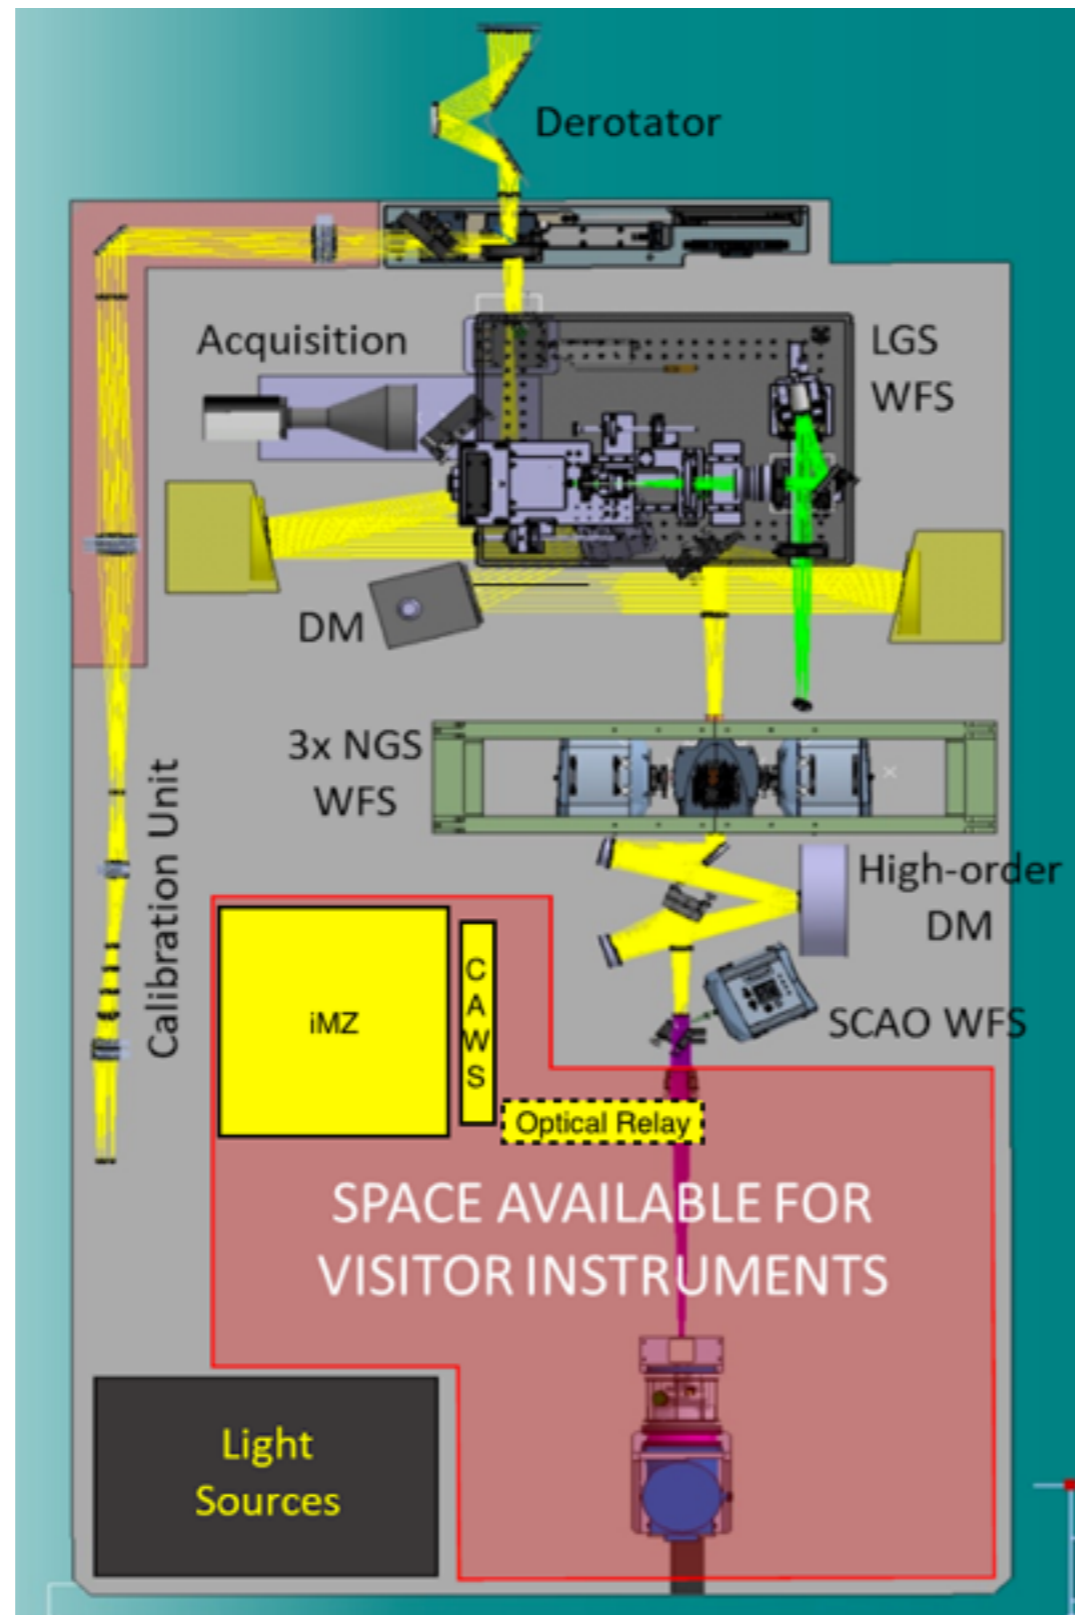 Derotator
Acquisition
LGS
WFS
DM
3x NGS
WFS
Calibration Unit
High-order
DM
SCAO WFS
iMZ
C
A
W
S
Optical Relay
SPACE AVAILABLE FOR
VISITOR INSTRUMENTS
Light
Sources